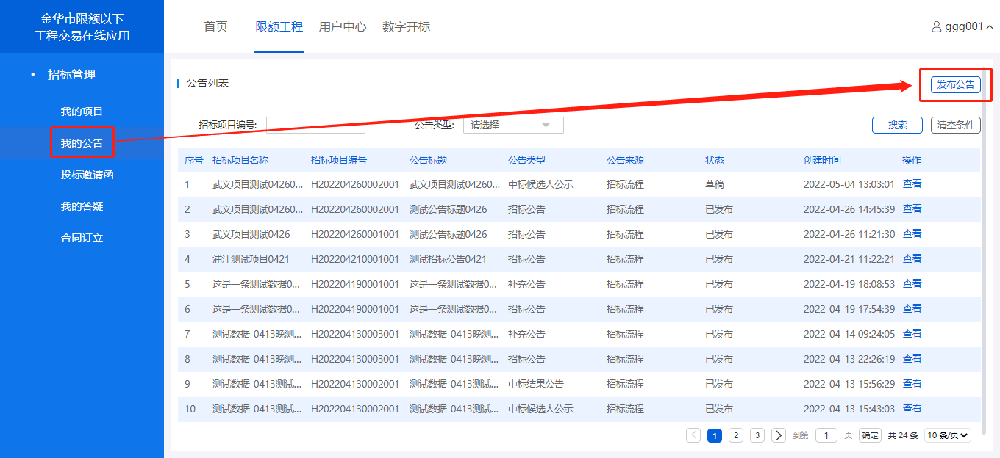 金华市限额以下
工程交易在线应用
首页 限额工程 用户中心 数字开标
ggg001
招标管理
我的项目
我的公告
投标邀请函
我的答疑
合同订立
公告列表
发布公告
招标项目编号: 公告类型: 请选择 搜索 清空条件
序号 招标项目名称 招标项目编号 公告标题 公告类型 公告来源 状态 创建时间 操作
1 武义项目测试04260... H202204260002001 武义项目测试04260... 中标候选人公示 招标流程 草稿 2022-05-04 13:03:01 查看
2 武义项目测试04260... H202204260002001 测试公告标题0426 招标公告 招标流程 已发布 2022-04-26 14:45:39 查看
3 武义项目测试0426 H202204260001001 测试公告标题0426 招标公告 招标流程 已发布 2022-04-26 11:21:30 查看
4 浦江测试项目0421 H202204210001001 测试招标公告0421 招标公告 招标流程 已发布 2022-04-21 11:22:21 查看
5 这是一条测试数据0... H202204190001001 这是一条测试数据0... 补充公告 招标流程 已发布 2022-04-19 18:08:53 查看
6 这是一条测试数据0... H202204190001001 这是一条测试数据0... 招标公告 招标流程 已发布 2022-04-19 17:54:39 查看
7 测试数据-0413晚测... H202204130003001 测试数据-0413晚测... 补充公告 招标流程 已发布 2022-04-14 09:24:05 查看
8 测试数据-0413晚测... H202204130003001 测试数据-0413晚测... 招标公告 招标流程 已发布 2022-04-13 22:26:19 查看
9 测试数据-0413测试... H202204130002001 测试数据-0413测试... 中标结果公告 招标流程 已发布 2022-04-13 15:56:29 查看
10 测试数据-0413测试... H202204130002001 测试数据-0413测试... 中标候选人公示 招标流程 已发布 2022-04-13 15:43:03 查看
1 2 3 到第 1 页 确定 共 24 条 10 条/页